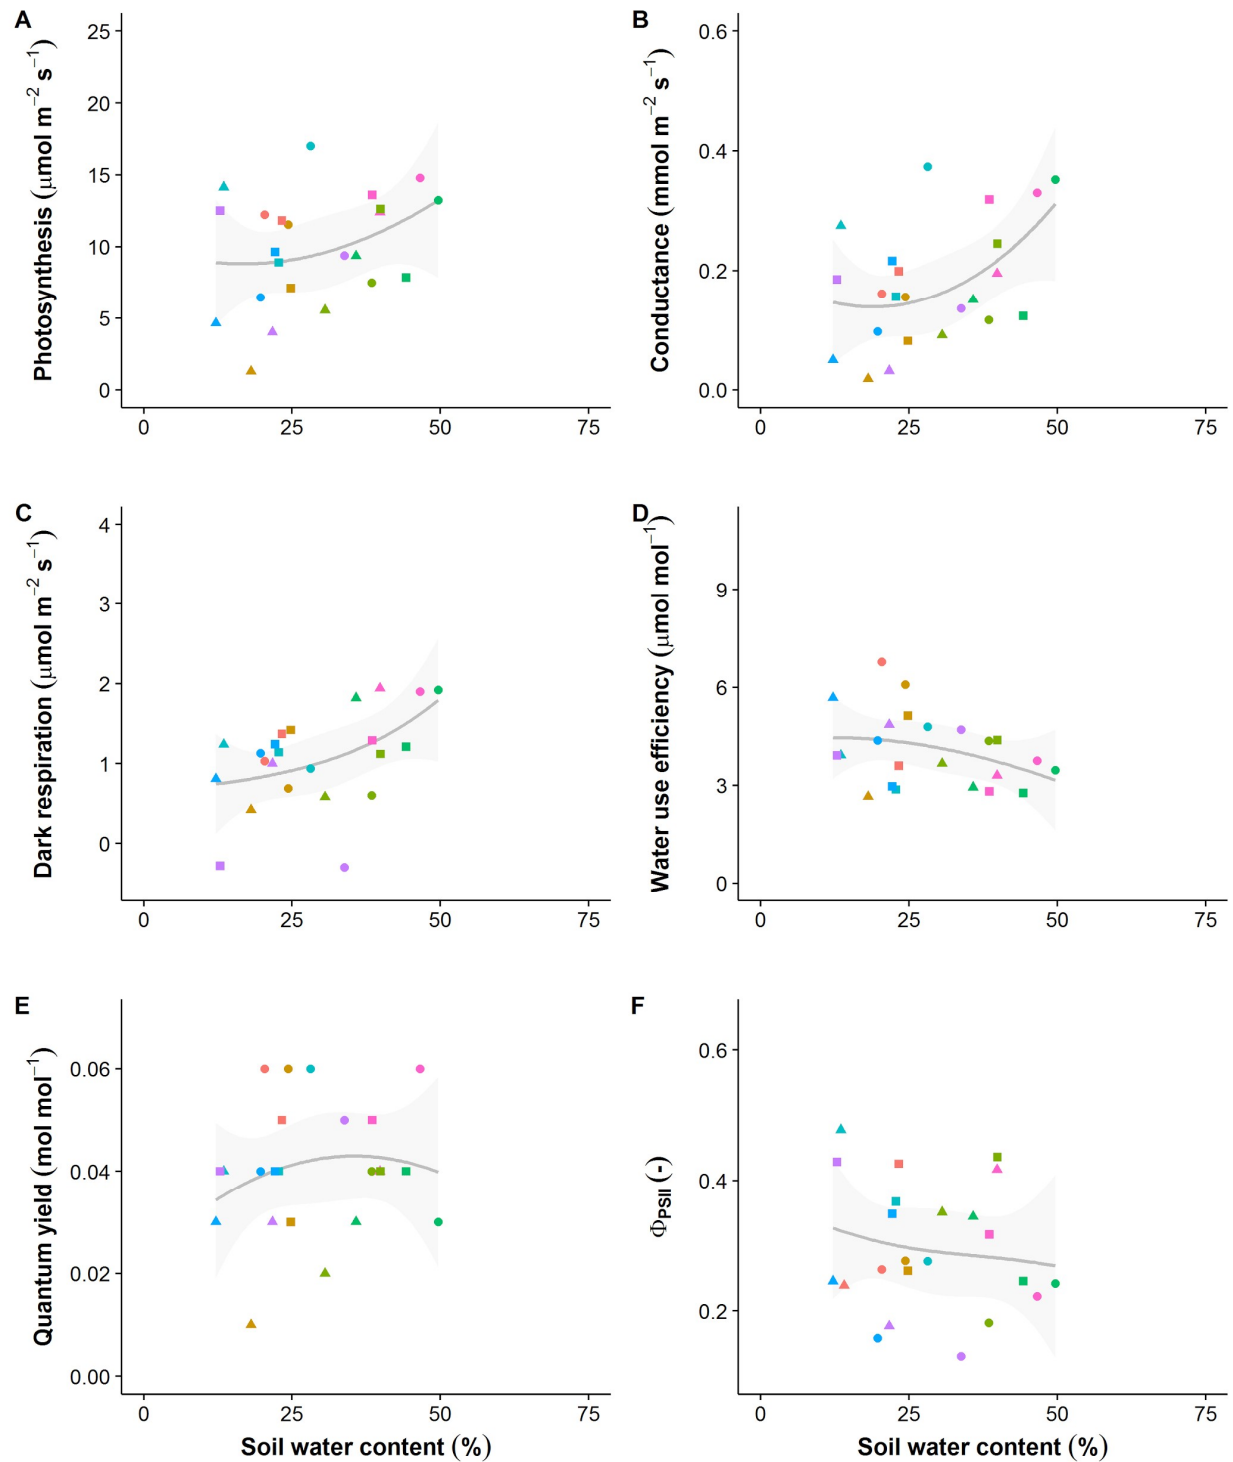 A
B
Photosynthesis (μmol m⁻² s⁻¹)
25
20
15
10
5
0
0 25 50 75
Conductance (nmol m⁻² s⁻¹)
0.6
0.4
0.2
0.0
0 25 50 75
C
D
Dark respiration (μmol m⁻² s⁻¹)
4
3
2
1
0
0 25 50 75
Water use efficiency (μmol mol⁻¹)
9
6
3
0
0 25 50 75
E
F
Quantum yield (mol mol⁻¹)
0.06
0.04
0.02
0.00
0 25 50 75
Soil water content (%)
ΦPSII (-)
0.6
0.4
0.2
0 25 50 75
Soil water content (%)